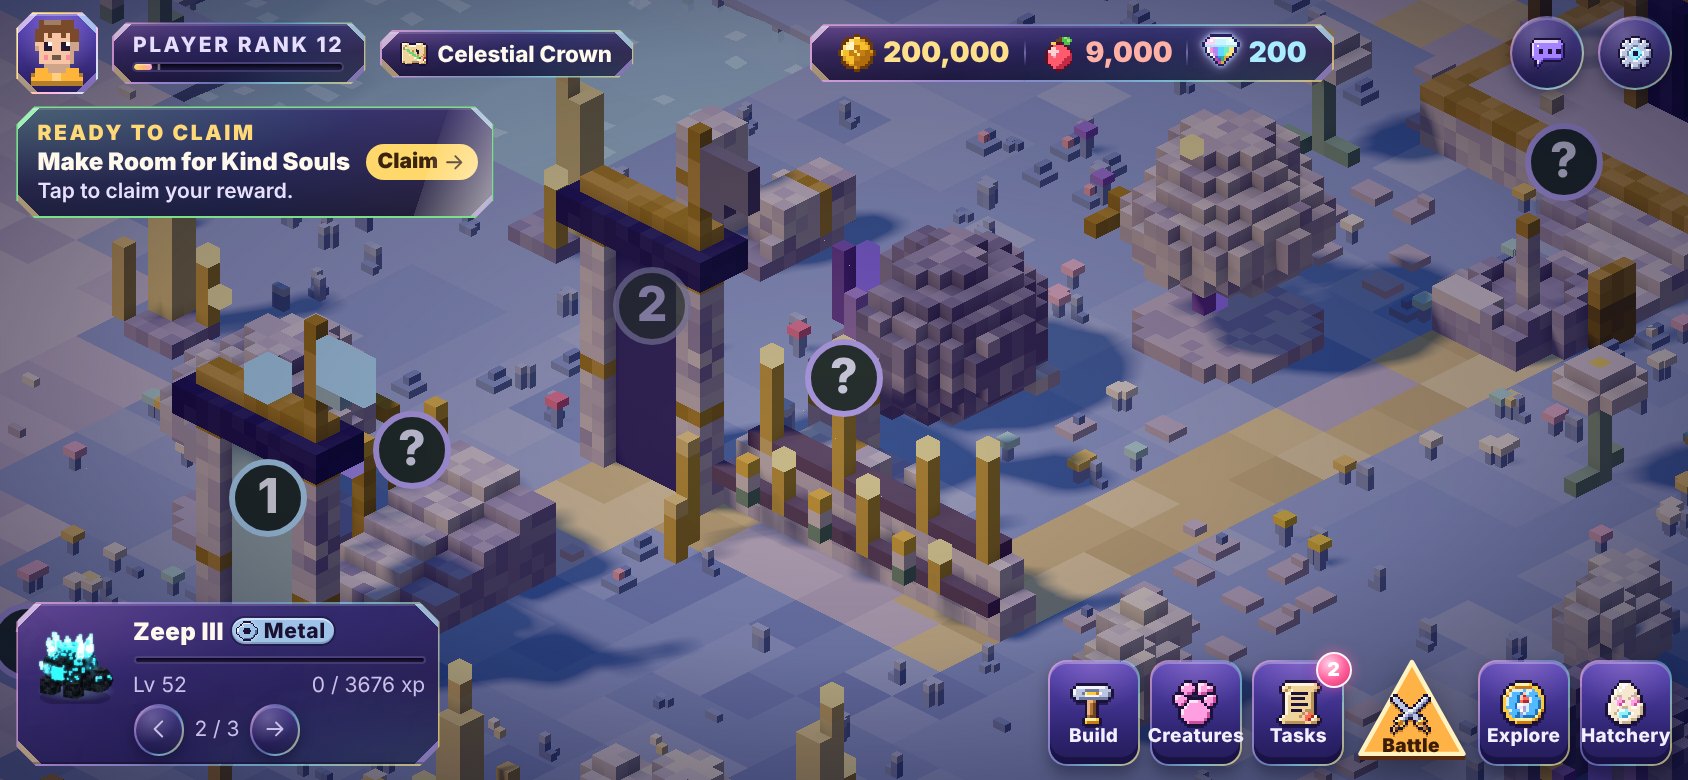 PLAYER RANK 12
Celestial Crown
200,000
9,000
200
READY TO CLAIM
Make Room for Kind Souls
Claim →
Tap to claim your reward.
?
2
?
?
1
Zeep III
Metal
Lv 52
0 / 3676 xp
2 / 3
2
Build
Creatures
Tasks
Battle
Explore
Hatchery